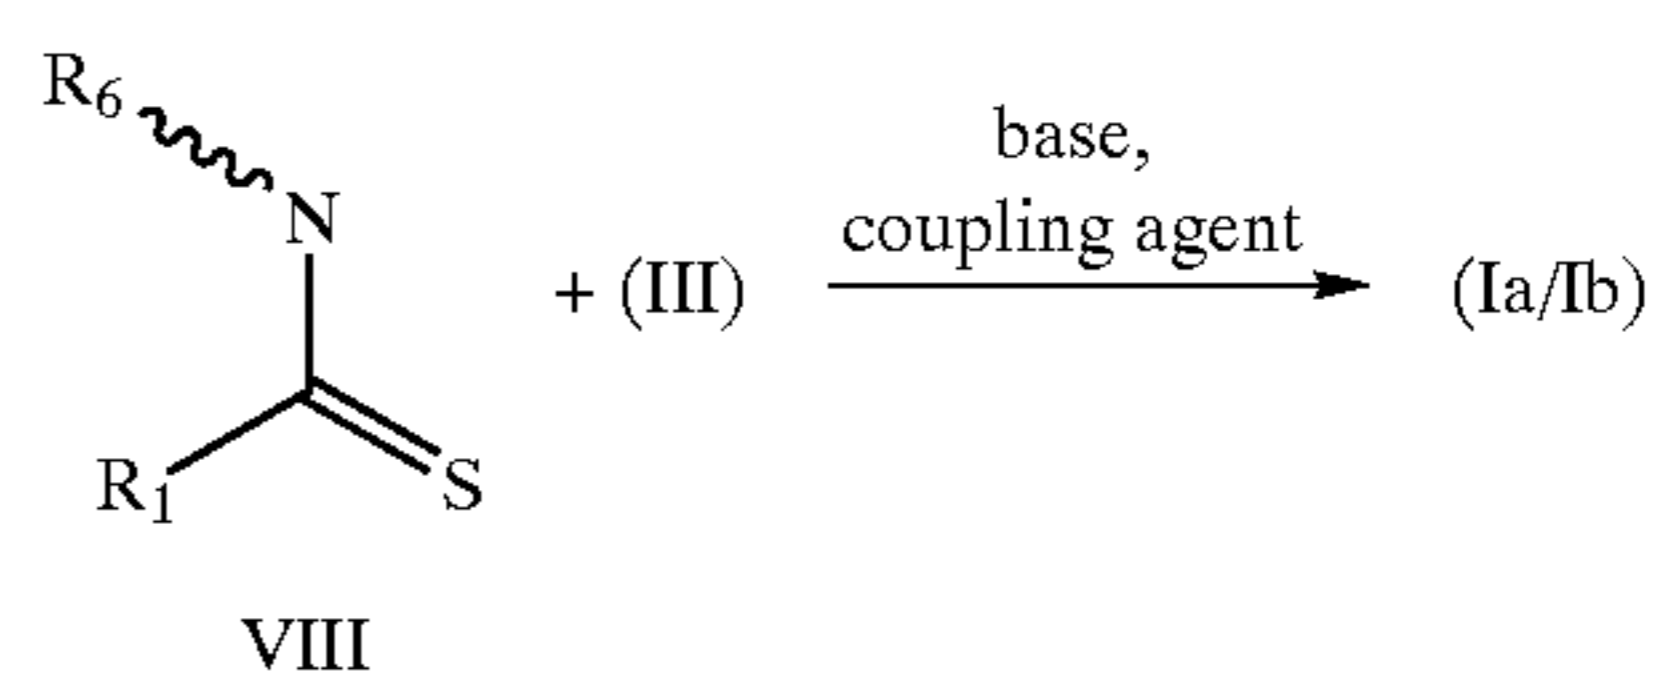 R6
N
base,
coupling agent
+ (III)
(Ia/Ib)
R1
S
VIII